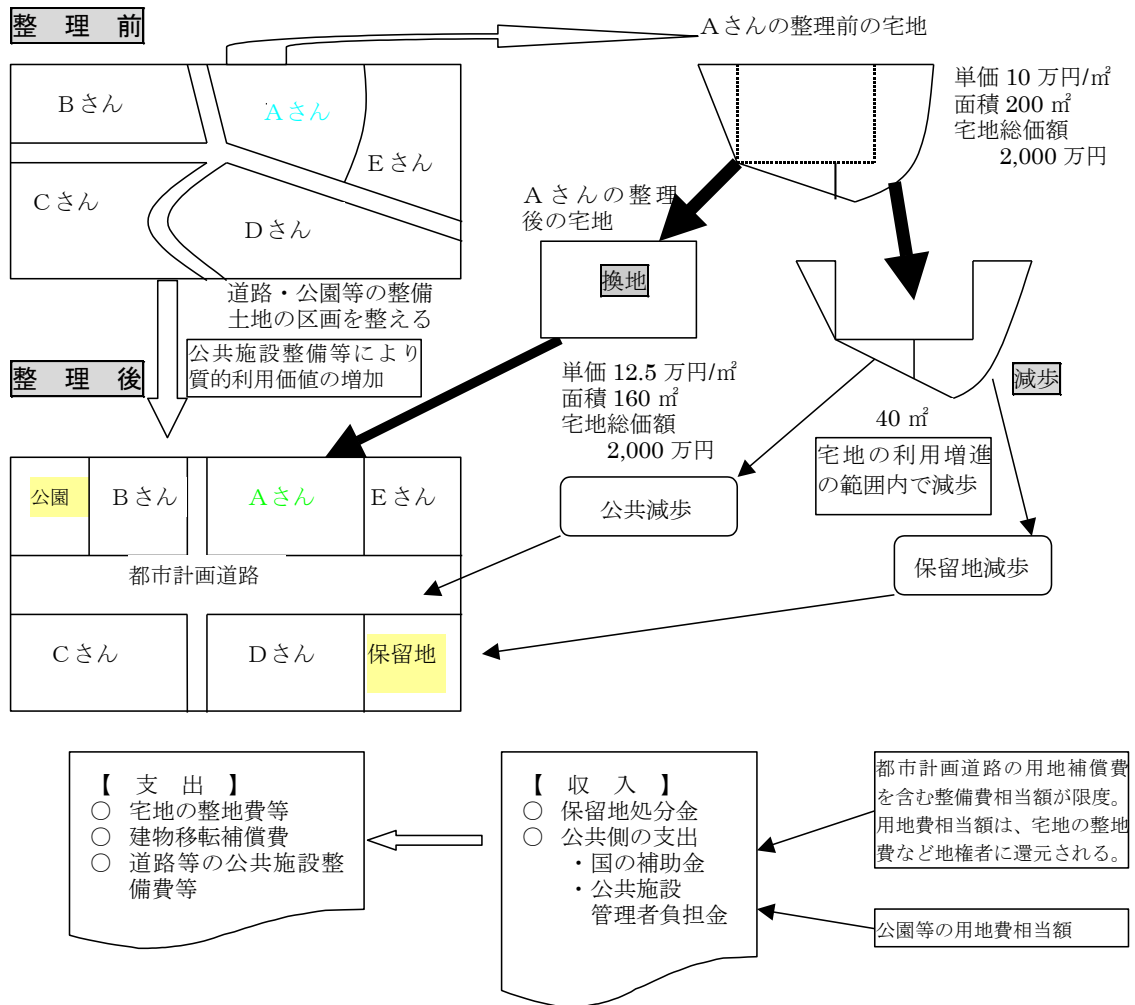 整 理 前
Aさんの整理前の宅地
Bさん
Aさん
Eさん
Cさん
Dさん
単価 10 万円/㎡
面積 200 ㎡
宅地総価額
2,000 万円
Aさんの整理
後の宅地
換地
道路・公園等の整備
土地の区画を整える
公共施設整備等により
質的利用価値の増加
整 理 後
単価 12.5 万円/㎡
面積 160 ㎡
宅地総価額
2,000 万円
減歩
40 ㎡
宅地の利用増進
の範囲内で減歩
公共減歩
保留地減歩
公園
Bさん
Aさん
Eさん
都市計画道路
Cさん
Dさん
保留地
【 支 出 】
○ 宅地の整地費等
○ 建物移転補償費
○ 道路等の公共施設整
備費等
【 収 入 】
○ 保留地処分金
○ 公共側の支出
・国の補助金
・公共施設
管理者負担金
都市計画道路の用地補償費
を含む整備費相当額が限度。
用地費相当額は、宅地の整地
費など地権者に還元される。
公園等の用地費相当額